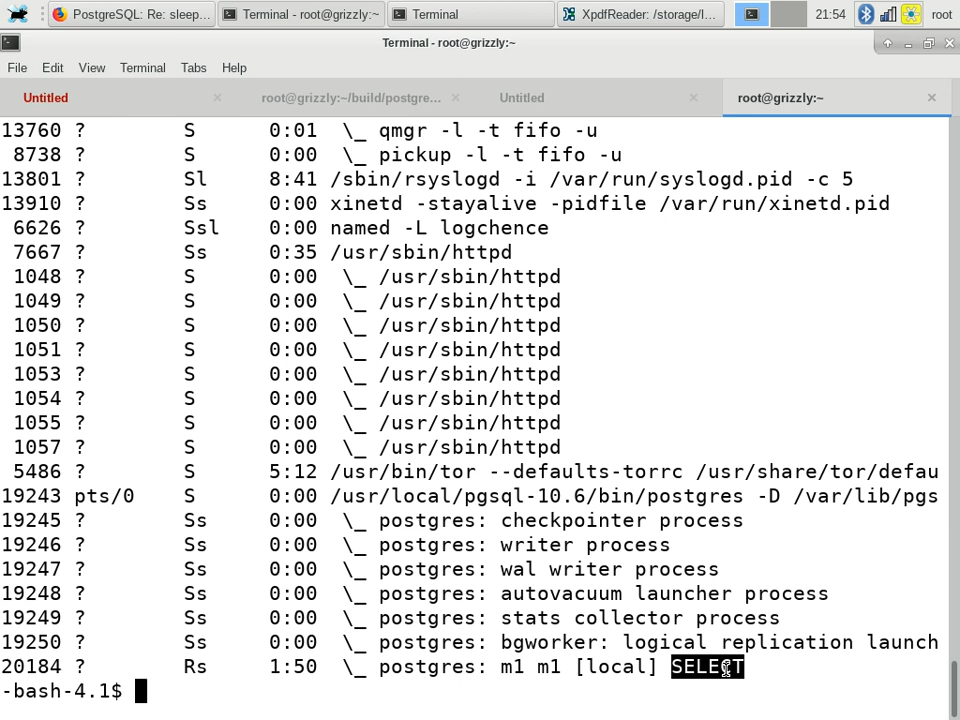 PostgreSQL: Re: sleep...
Terminal - root@grizzly:~
Terminal
XpdfReader: /storage/l...
21:54
root
Terminal - root@grizzly:~
File Edit View Terminal Tabs Help
Untitled
root@grizzly:~/build/postgre...
Untitled
root@grizzly:~
13760 ? S 0:01 \_ qmgr -l -t fifo -u
8738 ? S 0:00 \_ pickup -l -t fifo -u
13801 ? Sl 8:41 /sbin/rsyslogd -i /var/run/syslogd.pid -c 5
13910 ? Ss 0:00 xinetd -stayalive -pidfile /var/run/xinetd.pid
6626 ? Ssl 0:00 named -L logchence
7667 ? Ss 0:35 /usr/sbin/httpd
1048 ? S 0:00 \_ /usr/sbin/httpd
1049 ? S 0:00 \_ /usr/sbin/httpd
1050 ? S 0:00 \_ /usr/sbin/httpd
1051 ? S 0:00 \_ /usr/sbin/httpd
1053 ? S 0:00 \_ /usr/sbin/httpd
1054 ? S 0:00 \_ /usr/sbin/httpd
1055 ? S 0:00 \_ /usr/sbin/httpd
1057 ? S 0:00 \_ /usr/sbin/httpd
5486 ? S 5:12 /usr/bin/tor --defaults-torrc /usr/share/tor/defau
19243 pts/0 S 0:00 /usr/local/pgsql-10.6/bin/postgres -D /var/lib/pgs
19245 ? Ss 0:00 \_ postgres: checkpointer process
19246 ? Ss 0:00 \_ postgres: writer process
19247 ? Ss 0:00 \_ postgres: wal writer process
19248 ? Ss 0:00 \_ postgres: autovacuum launcher process
19249 ? Ss 0:00 \_ postgres: stats collector process
19250 ? Ss 0:00 \_ postgres: bgworker: logical replication launch
20184 ? Rs 1:50 \_ postgres: m1 m1 [local] SELECT
-bash-4.1$